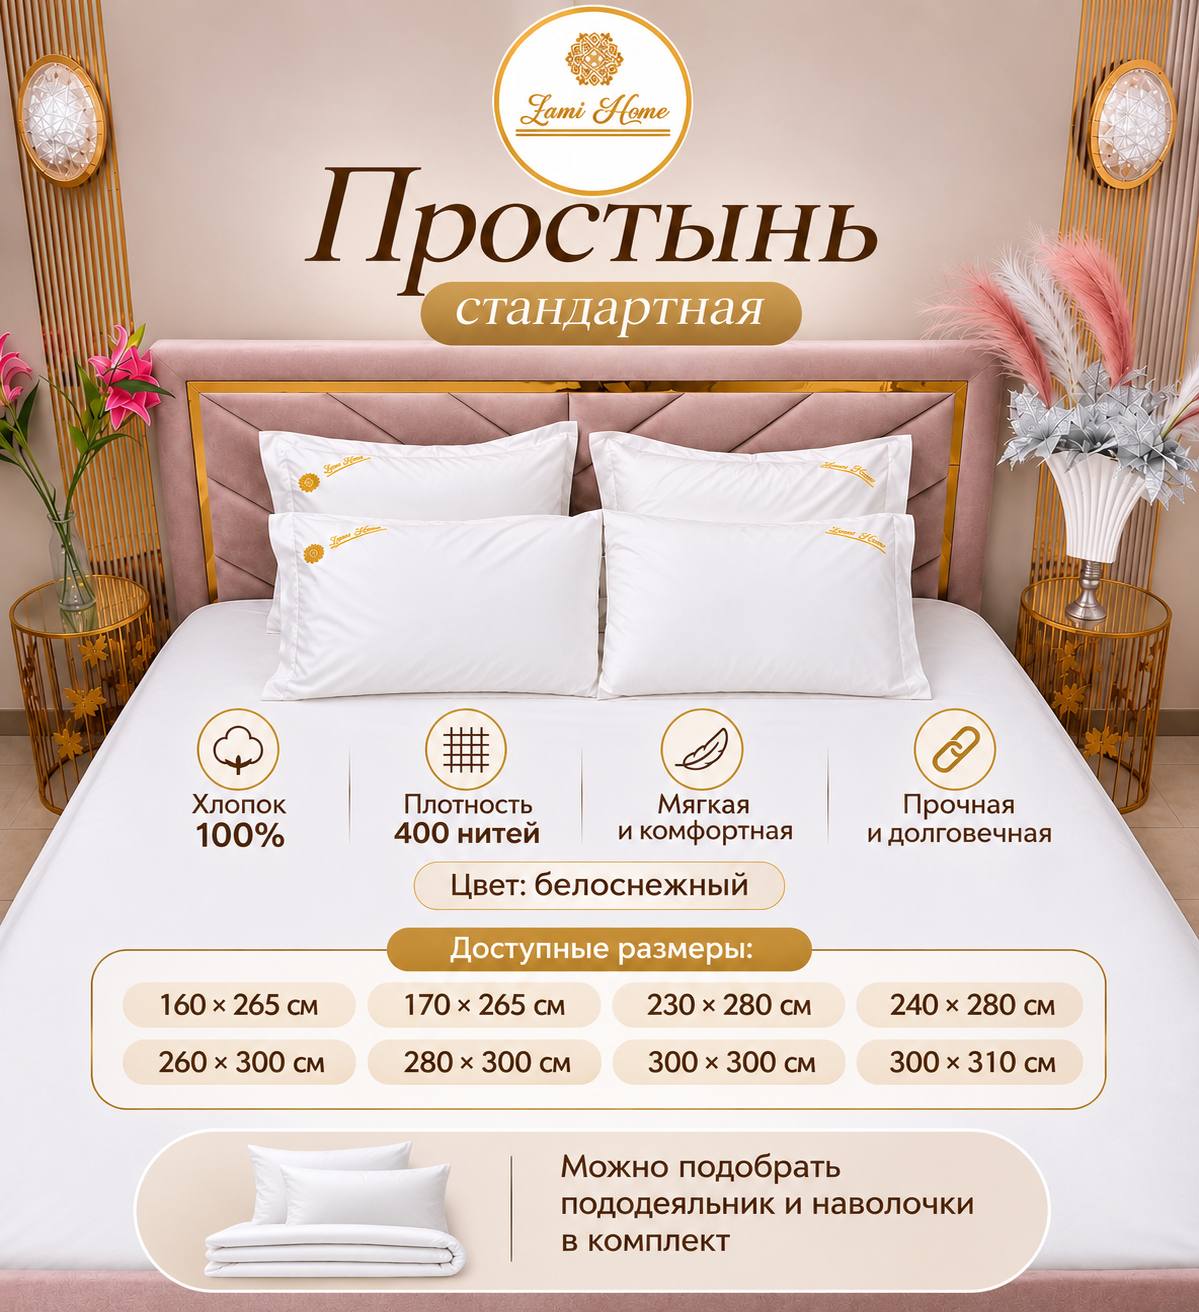 Lami Home
Простынь
стандартная
Lami Home
Хлопок
100%
Плотность
400 нитей
Мягкая
и комфортная
Прочная
и долговечная
Цвет: белоснежный
Доступные размеры:
160 × 265 см
170 × 265 см
230 × 280 см
240 × 280 см
260 × 300 см
280 × 300 см
300 × 300 см
300 × 310 см
Можно подобрать
пододеяльник и наволочки
в комплект